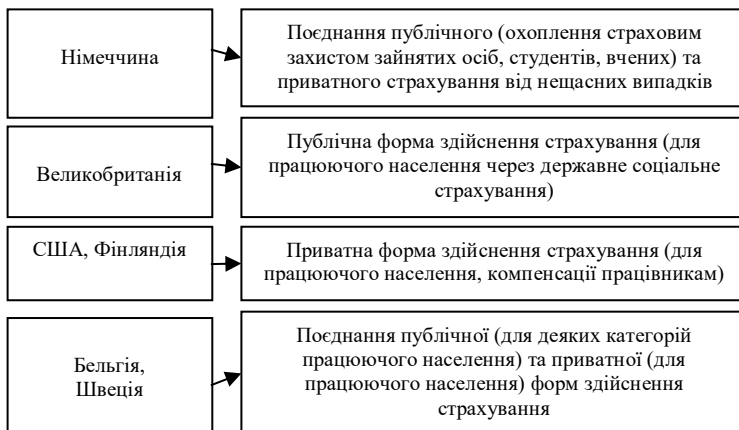 Німеччина
Поєднання публічного (охоплення страховим
захистом зайнятих осіб, студентів, вчених) та
приватного страхування від нещасних випадків
Великобританія
Публічна форма здійснення страхування (для
працюючого населення через державне соціальне
страхування)
США, Фінляндія
Приватна форма здійснення страхування (для
працюючого населення, компенсації працівникам)
Бельгія,
Швеція
Поєднання публічної (для деяких категорій
працюючого населення) та приватної (для
працюючого населення) форм здійснення
страхування